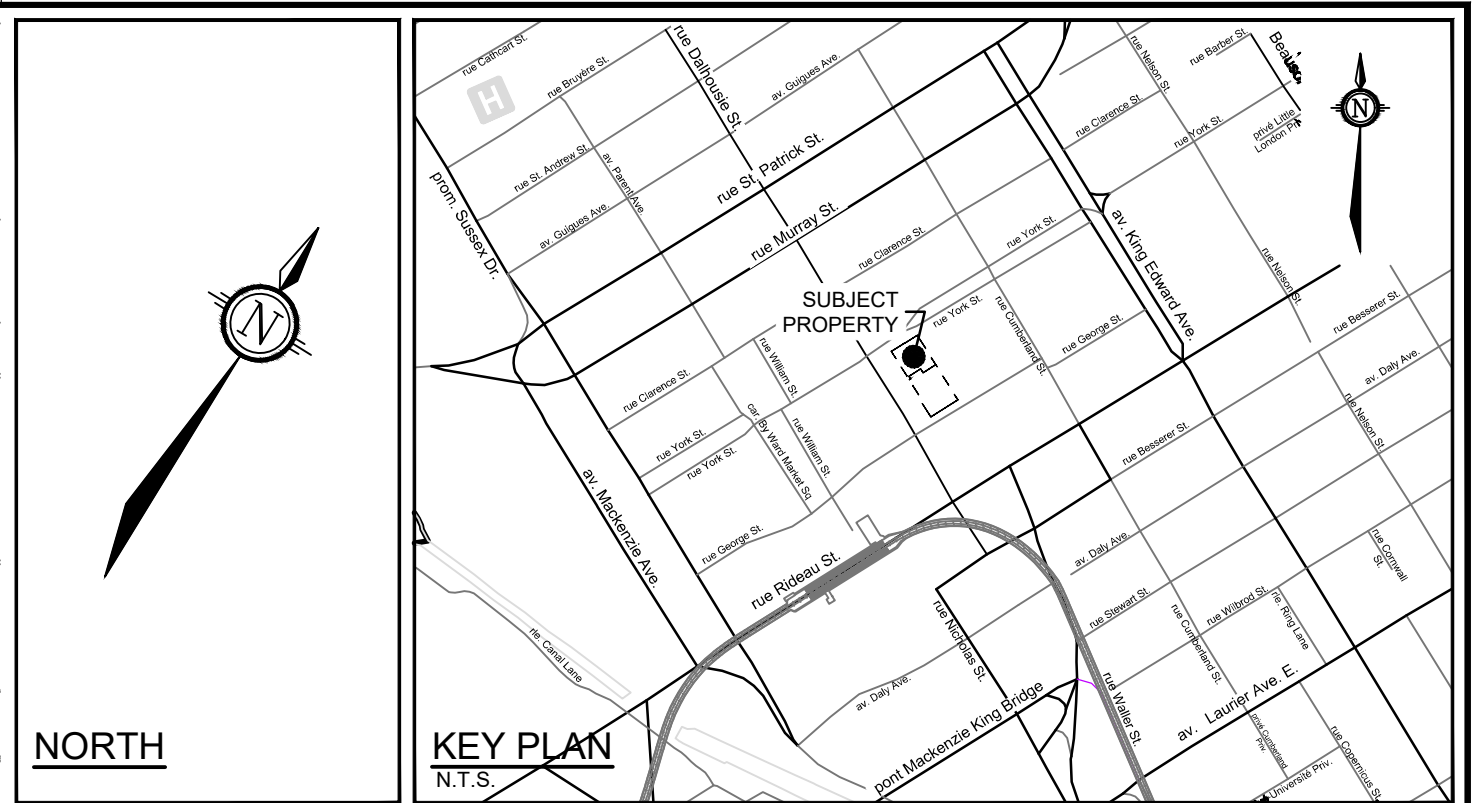 N
NORTH
rue Cathcart St.
H
rue Bruyère St.
rue Dalhousie St.
av. Guigues Ave.
rue Nelson St.
rue Barber St.
N
rue Clarence St.
rue York St.
privé Little
London Pr
rue St. Andrew St.
av. Parent Ave
rue St. Patrick St.
prom. Sussex Dr.
av. Guigues Ave.
rue Murray St.
rue Clarence St.
rue York St.
av. King Edward Ave.
rue Nelson St.
SUBJECT
PROPERTY
rue York St.
rue Cumberland St.
rue George St.
rue Besserer St.
rue William St.
rue Clarence St.
av. Daly Ave.
rue York St.
rue York St.
car. By Ward Market Sq
rue William St.
rue Nelson St.
rue Besserer St.
av. Mackenzie Ave.
rue George St.
rue Rideau St.
av. Daly Ave.
rue Cornwall
St.
rue Nicholas St.
rue Stewart St.
rue Cumberland St.
rue Wilbrod St.
rle. Ring Lane
rle. Canal Lane
av. Daly Ave.
rue Waller St.
av. Laurier Ave. E.
pont Mackenzie King Bridge
privé Cumberland
Priv.
rue Copernicus St.
Université Priv.
KEY PLAN
N.T.S.